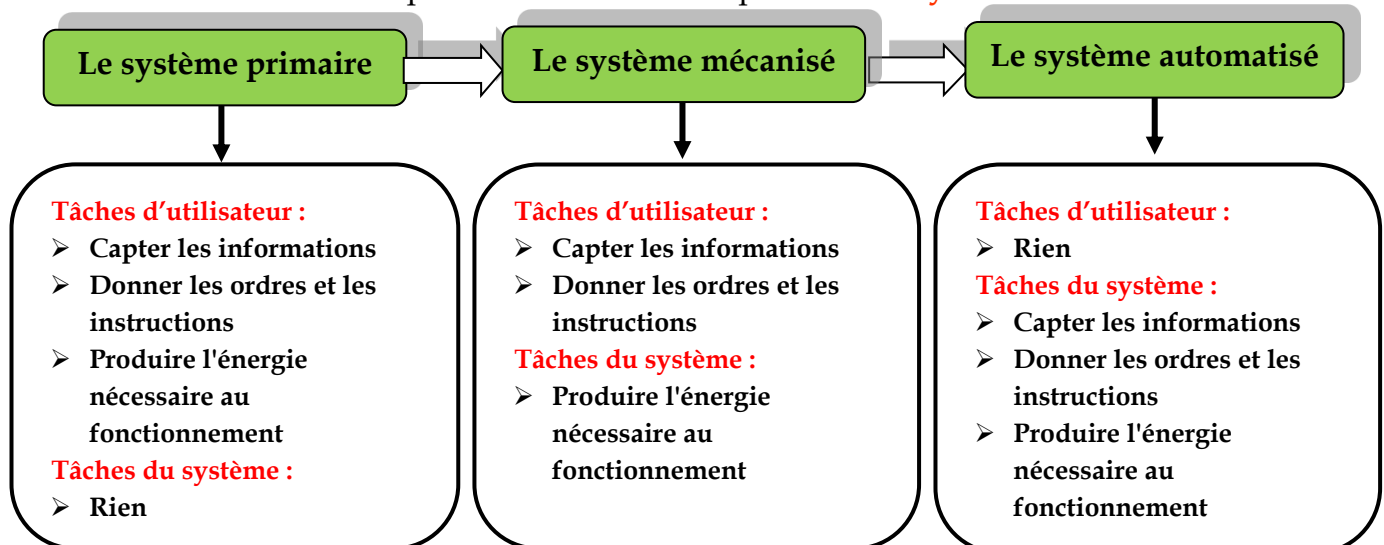 Le système primaire
Le système mécanisé
Le système automatisé
Tâches d'utilisateur :
➢ Capter les informations
➢ Donner les ordres et les
instructions
➢ Produire l'énergie
nécessaire au
fonctionnement
Tâches du système :
➢ Rien
Tâches d'utilisateur :
➢ Capter les informations
➢ Donner les ordres et les
instructions
Tâches du système :
➢ Produire l'énergie
nécessaire au
fonctionnement
Tâches d'utilisateur :
➢ Rien
Tâches du système :
➢ Capter les informations
➢ Donner les ordres et les
instructions
➢ Produire l'énergie
nécessaire au
fonctionnement